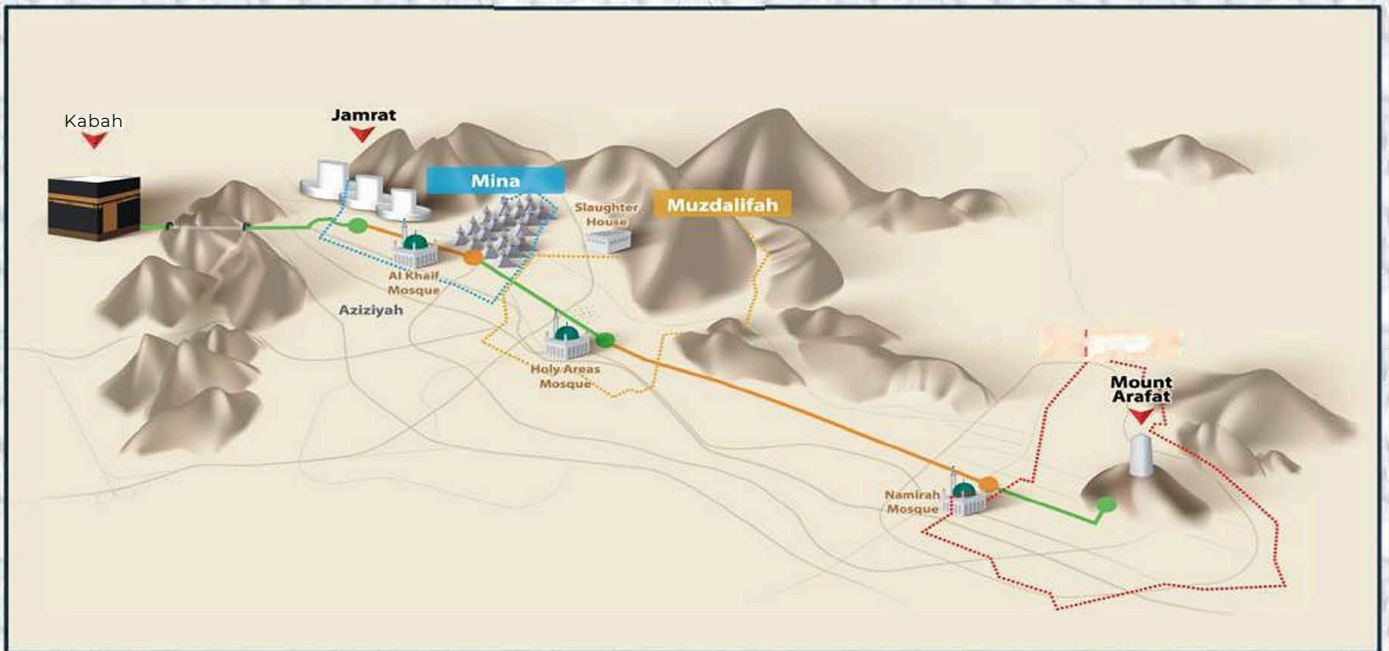 Kabah
Jamrat
Mina
Slaughter
House
Muzdalifah
Al Khaif
Mosque
Aziziyah
Holy Areas
Mosque
Mount
Arafat
Namirah
Mosque